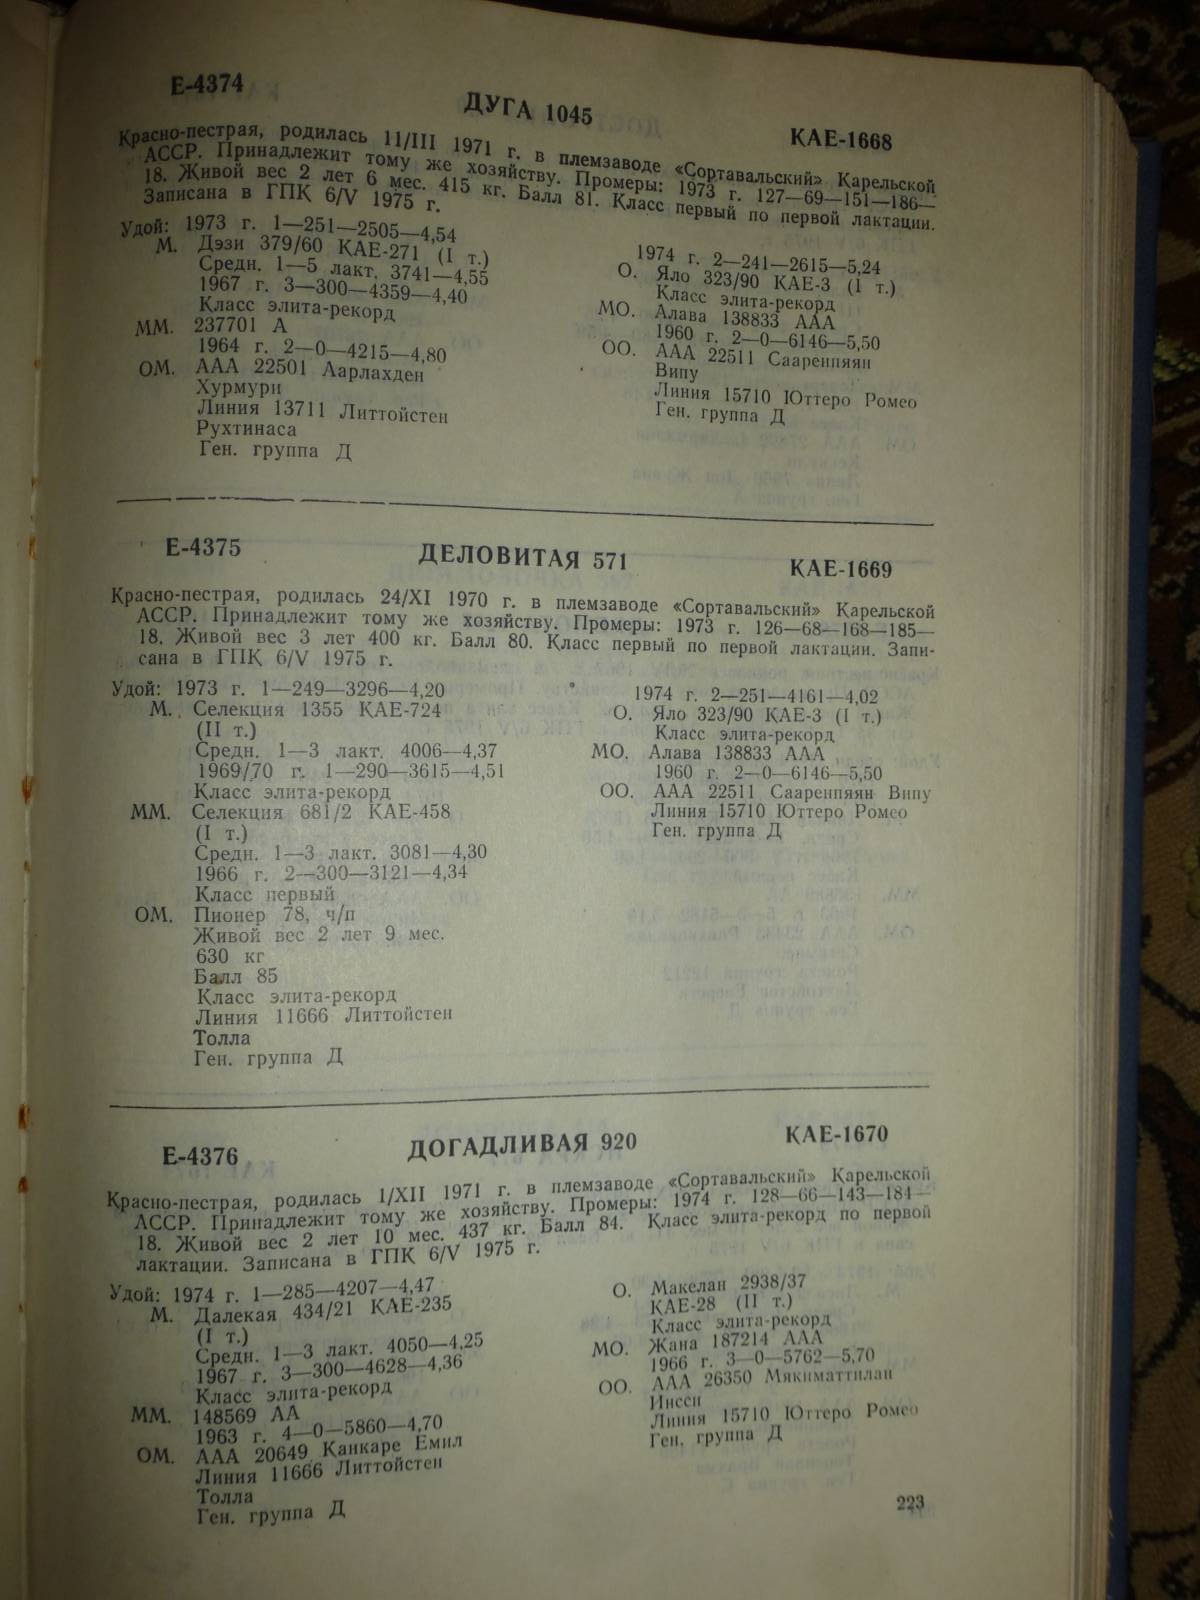 Е-4374
ДУГА 1045
КАЕ-1668
Красно-пестрая, родилась 11/III 1971 г. в племзаводе «Сортавальский» Карельской
АССР. Принадлежит тому же хозяйству. Промеры: 1973 г. 127—69—151—186—
18. Живой вес 2 лет 6 мес. 415 кг. Балл 81. Класс первый по первой лактации.
Записана в ГПК 6/V 1975 г.
Удой: 1973 г. 1—251—2505—4,54
М. Дэзи 379/60 КАЕ-271 (I т.)
Средн. 1—5 лакт. 3741—4,55
1967 г. 3—300—4359—4,40
Класс элита-рекорд
ММ. 237701 А
1964 г. 2—0—4215—4,80
ОМ. ААА 22501 Аарлахден
Хурмури
Линия 13711 Литтойстен
Рухтинаса
Ген. группа Д
1974 г. 2—241—2615—5,24
О. Яло 323/90 КАЕ-3 (I т.)
Класс элита-рекорд
МО. Алава 138833 ААА
1960 г. 2—0—6146—5,50
ОО. ААА 22511 Сааренпяян
Випу
Линия 15710 Юттеро Ромео
Ген. группа Д
Е-4375
ДЕЛОВИТАЯ 571
КАЕ-1669
Красно-пестрая, родилась 24/XI 1970 г. в племзаводе «Сортавальский» Карельской
АССР. Принадлежит тому же хозяйству. Промеры: 1973 г. 126—68—168—185—
18. Живой вес 3 лет 400 кг. Балл 80. Класс первый по первой лактации. Запи-
сана в ГПК 6/V 1975 г.
Удой: 1973 г. 1—249—3296—4,20
М. Селекция 1355 КАЕ-724
(II т.)
Средн. 1—3 лакт. 4006—4,37
1969/70 г. 1—290—3615—4,51
Класс элита-рекорд
ММ. Селекция 681/2 КАЕ-458
(I т.)
Средн. 1—3 лакт. 3081—4,30
1966 г. 2—300—3121—4,34
Класс первый
ОМ. Пионер 78, ч/п
Живой вес 2 лет 9 мес.
630 кг
Балл 85
Класс элита-рекорд
Линия 11666 Литтойстен
Толла
Ген. группа Д
1974 г. 2—251—4161—4,02
О. Яло 323/90 КАЕ-3 (I т.)
Класс элита-рекорд
МО. Алава 138833 ААА
1960 г. 2—0—6146—5,50
ОО. ААА 22511 Сааренпяян Випу
Линия 15710 Юттеро Ромео
Ген. группа Д
Е-4376
ДОГАДЛИВАЯ 920
КАЕ-1670
Красно-пестрая, родилась 1/XII 1971 г. в племзаводе «Сортавальский» Карельской
АССР. Принадлежит тому же хозяйству. Промеры: 1974 г. 128—66—143—184—
18. Живой вес 2 лет 10 мес. 437 кг. Балл 84. Класс элита-рекорд по первой
лактации. Записана в ГПК 6/V 1975 г.
Удой: 1974 г. 1—285—4207—4,47
М. Далекая 434/21 КАЕ-235
(I т.)
Средн. 1—3 лакт. 4050—4,25
1967 г. 3—300—4628—4,36
Класс элита-рекорд
ММ. 148569 АА
1963 г. 4—0—5860—4,70
ОМ. ААА 20649 Канкаре Емил
Линия 11666 Литтойстен
Толла
Ген. группа Д
О. Макелан 2938/37
КАЕ-28 (II т.)
Класс элита-рекорд
МО. Жана 187214 ААА
1966 г. 3—0—5762—5,70
ОО. ААА 26350 Мякиматтилан
Инсси
Линия 15710 Юттеро Ромео
Ген. группа Д
223